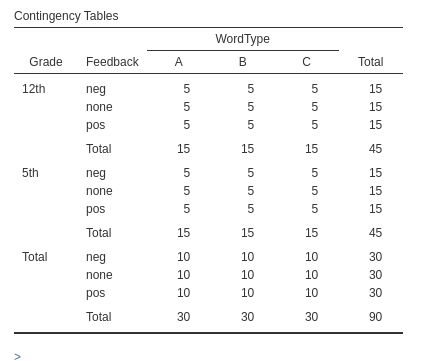 Contingency Tables
WordType
Grade Feedback A B C Total
12th neg 5 5 5 15
none 5 5 5 15
pos 5 5 5 15
Total 15 15 15 45
5th neg 5 5 5 15
none 5 5 5 15
pos 5 5 5 15
Total 15 15 15 45
Total neg 10 10 10 30
none 10 10 10 30
pos 10 10 10 30
Total 30 30 30 90
>